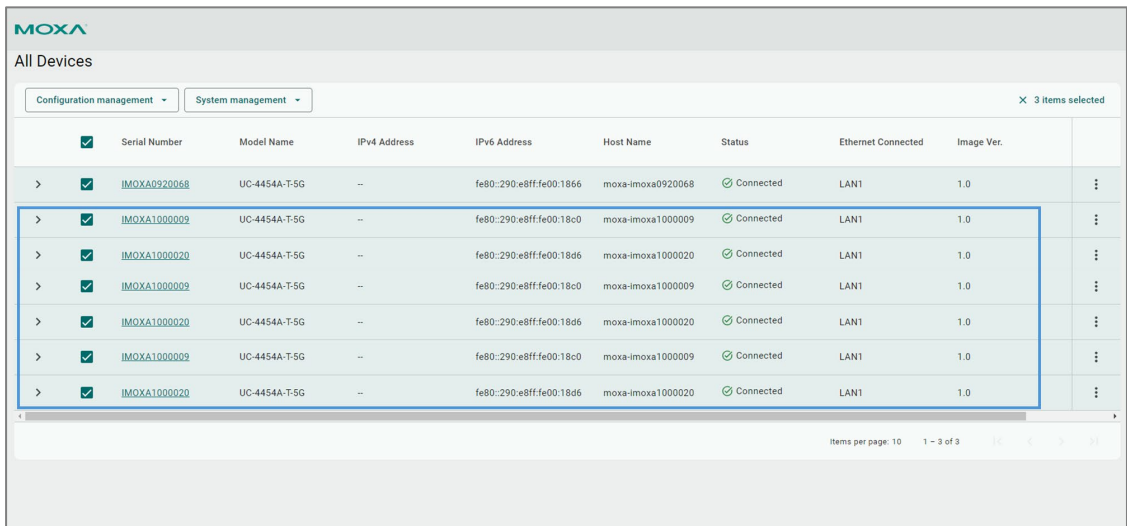 MOXA
All Devices
Configuration management System management 3 items selected
Serial Number Model Name IPv4 Address IPv6 Address Host Name Status Ethernet Connected Image Ver.
IMOXA0920068 UC-4454A-T-5G -- fe80::290:e8ff:fe00:1866 moxa-imoxa0920068 Connected LAN1 1.0
IMOXA1000009 UC-4454A-T-5G -- fe80::290:e8ff:fe00:18c0 moxa-imoxa1000009 Connected LAN1 1.0
IMOXA1000020 UC-4454A-T-5G -- fe80::290:e8ff:fe00:18d6 moxa-imoxa1000020 Connected LAN1 1.0
IMOXA1000009 UC-4454A-T-5G -- fe80::290:e8ff:fe00:18c0 moxa-imoxa1000009 Connected LAN1 1.0
IMOXA1000020 UC-4454A-T-5G -- fe80::290:e8ff:fe00:18d6 moxa-imoxa1000020 Connected LAN1 1.0
IMOXA1000009 UC-4454A-T-5G -- fe80::290:e8ff:fe00:18c0 moxa-imoxa1000009 Connected LAN1 1.0
IMOXA1000020 UC-4454A-T-5G -- fe80::290:e8ff:fe00:18d6 moxa-imoxa1000020 Connected LAN1 1.0
Items per page: 10 1 – 3 of 3